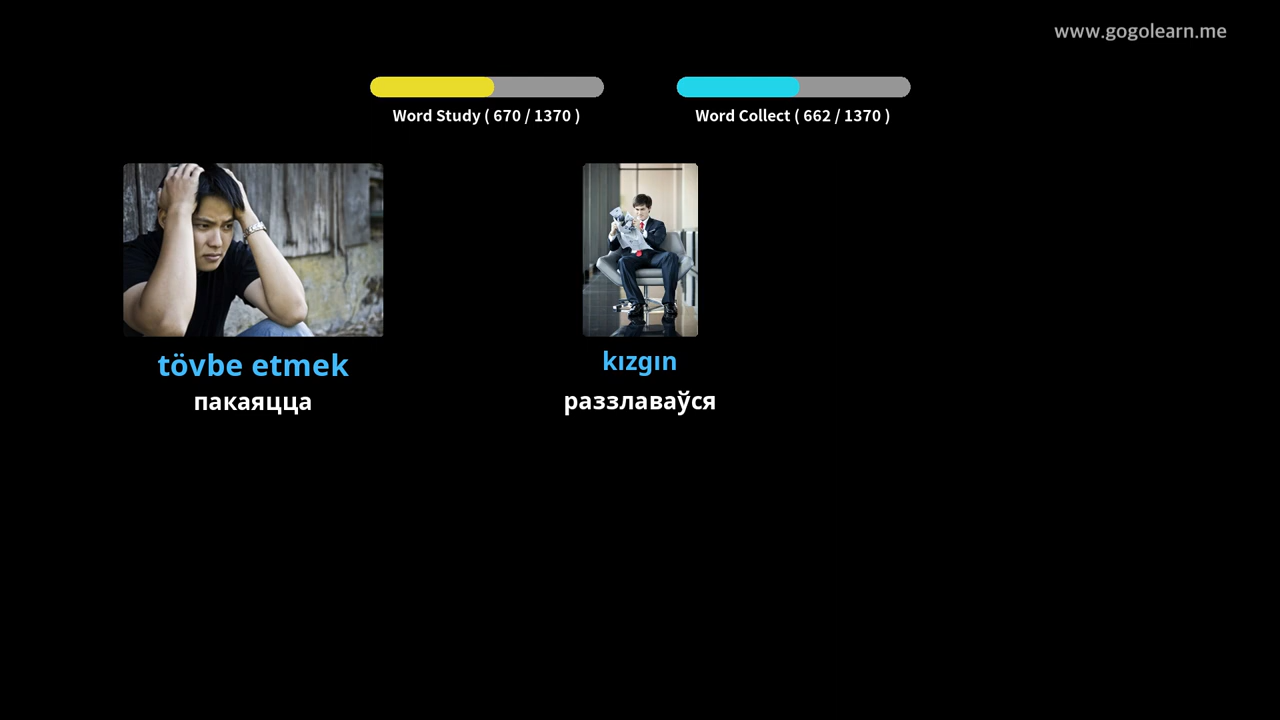 www.gogolearn.me
Word Study ( 670 / 1370 )
Word Collect ( 662 / 1370 )
tövbe etmek
пакаяцца
kızgın
раззлаваўся